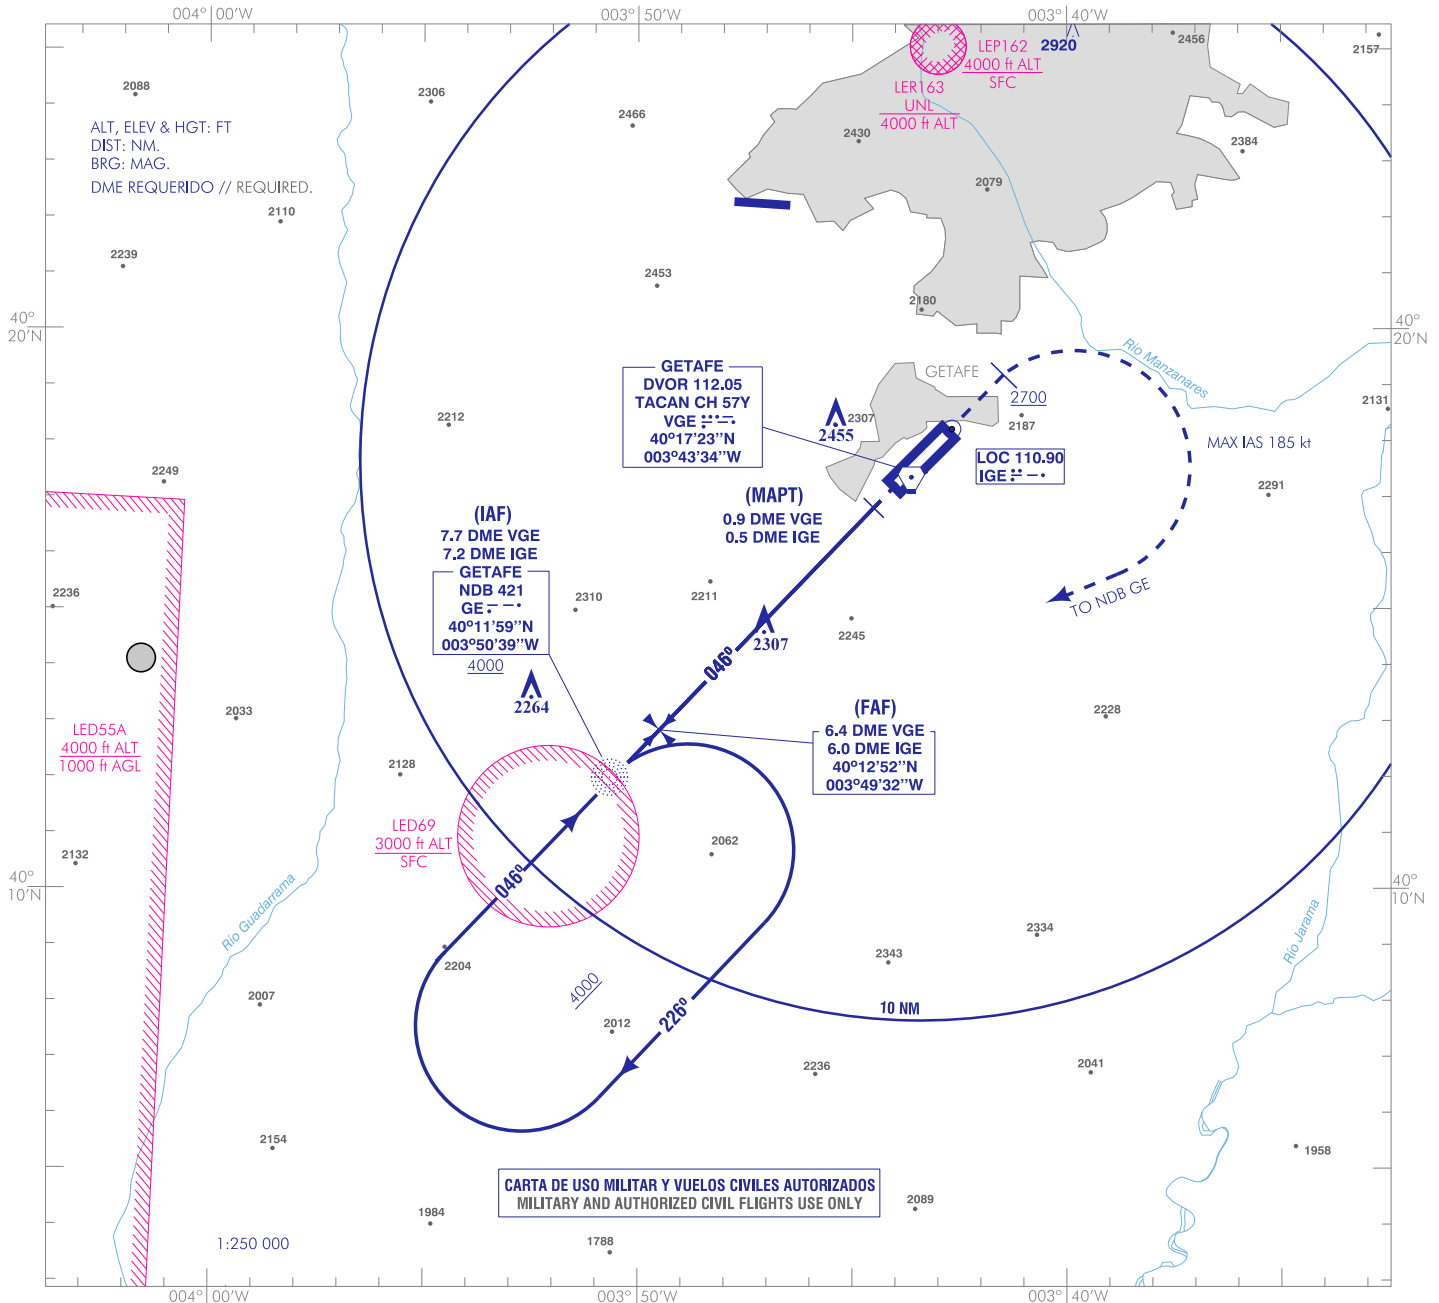 004° 00'W
003° 50'W
003° 40'W
2088
2306
2466
2430
2079
2456
2157
2384
2920
LEP162
4000 ft ALT
SFC
LER163
UNL
4000 ft ALT
ALT, ELEV & HGT: FT
DIST: NM.
BRG: MAG.
DME REQUERIDO // REQUIRED.
2110
2239
2453
2180
40°
20'N
40°
20'N
Río Manzanares
GETAFE
DVOR 112.05
TACAN CH 57Y
VGE
40°17'23''N
003°43'34''W
GETAFE
2700
2307
2455
2187
2212
2249
2131
MAX IAS 185 kt
LOC 110.90
IGE
2291
(MAPT)
0.9 DME VGE
0.5 DME IGE
(IAF)
7.7 DME VGE
7.2 DME IGE
GETAFE
NDB 421
GE
40°11'59''N
003°50'39''W
4000
2236
2310
2211
2245
TO NDB GE
2307
046°
2264
2033
(FAF)
6.4 DME VGE
6.0 DME IGE
40°12'52''N
003°49'32''W
2228
LED55A
4000 ft ALT
1000 ft AGL
2128
LED69
3000 ft ALT
SFC
2062
2132
046°
40°
10'N
40°
10'N
Río Guadarrama
2204
2343
2334
Río Jarama
4000
226°
10 NM
2007
2012
2236
2041
2154
1958
CARTA DE USO MILITAR Y VUELOS CIVILES AUTORIZADOS
MILITARY AND AUTHORIZED CIVIL FLIGHTS USE ONLY
1984
2089
1788
1:250 000
004° 00'W
003° 50'W
003° 40'W